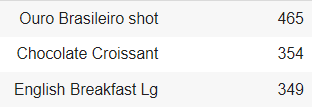 Ouro Brasileiro shot 465
Chocolate Croissant 354
English Breakfast Lg 349